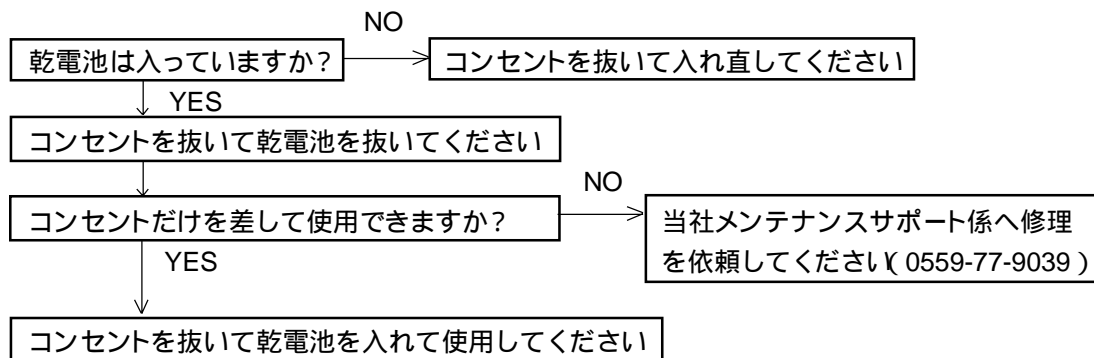 NO
乾電池は入っていますか?
コンセントを抜いて入れ直してください
YES
コンセントを抜いて乾電池を抜いてください
NO
コンセントだけを差して使用できますか?
当社メンテナンスサポート係へ修理
を依頼してください(0559-77-9039)
YES
コンセントを抜いて乾電池を入れて使用してください